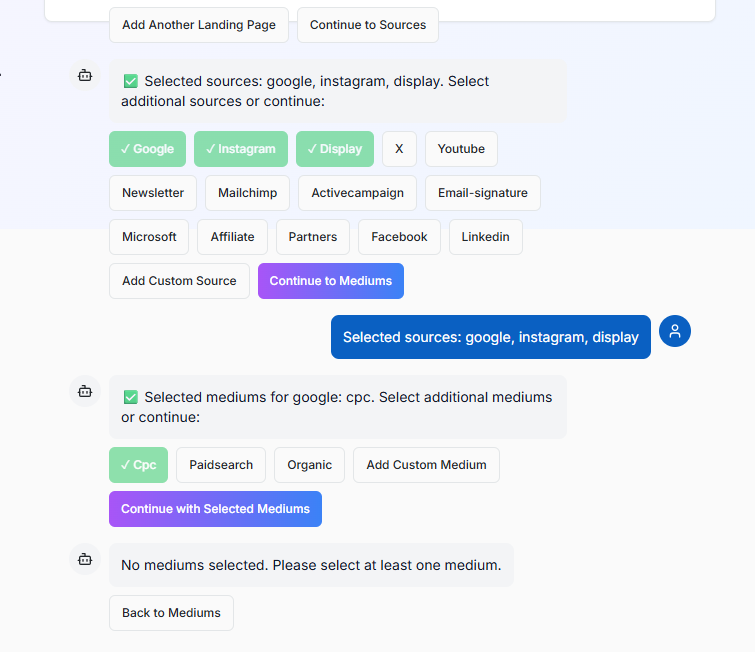 Add Another Landing Page Continue to Sources
✅ Selected sources: google, instagram, display. Select
additional sources or continue:
✓ Google ✓ Instagram ✓ Display X Youtube
Newsletter Mailchimp Activecampaign Email-signature
Microsoft Affiliate Partners Facebook Linkedin
Add Custom Source Continue to Mediums
Selected sources: google, instagram, display
✅ Selected mediums for google: cpc. Select additional mediums
or continue:
✓ Cpc Paidsearch Organic Add Custom Medium
Continue with Selected Mediums
No mediums selected. Please select at least one medium.
Back to Mediums